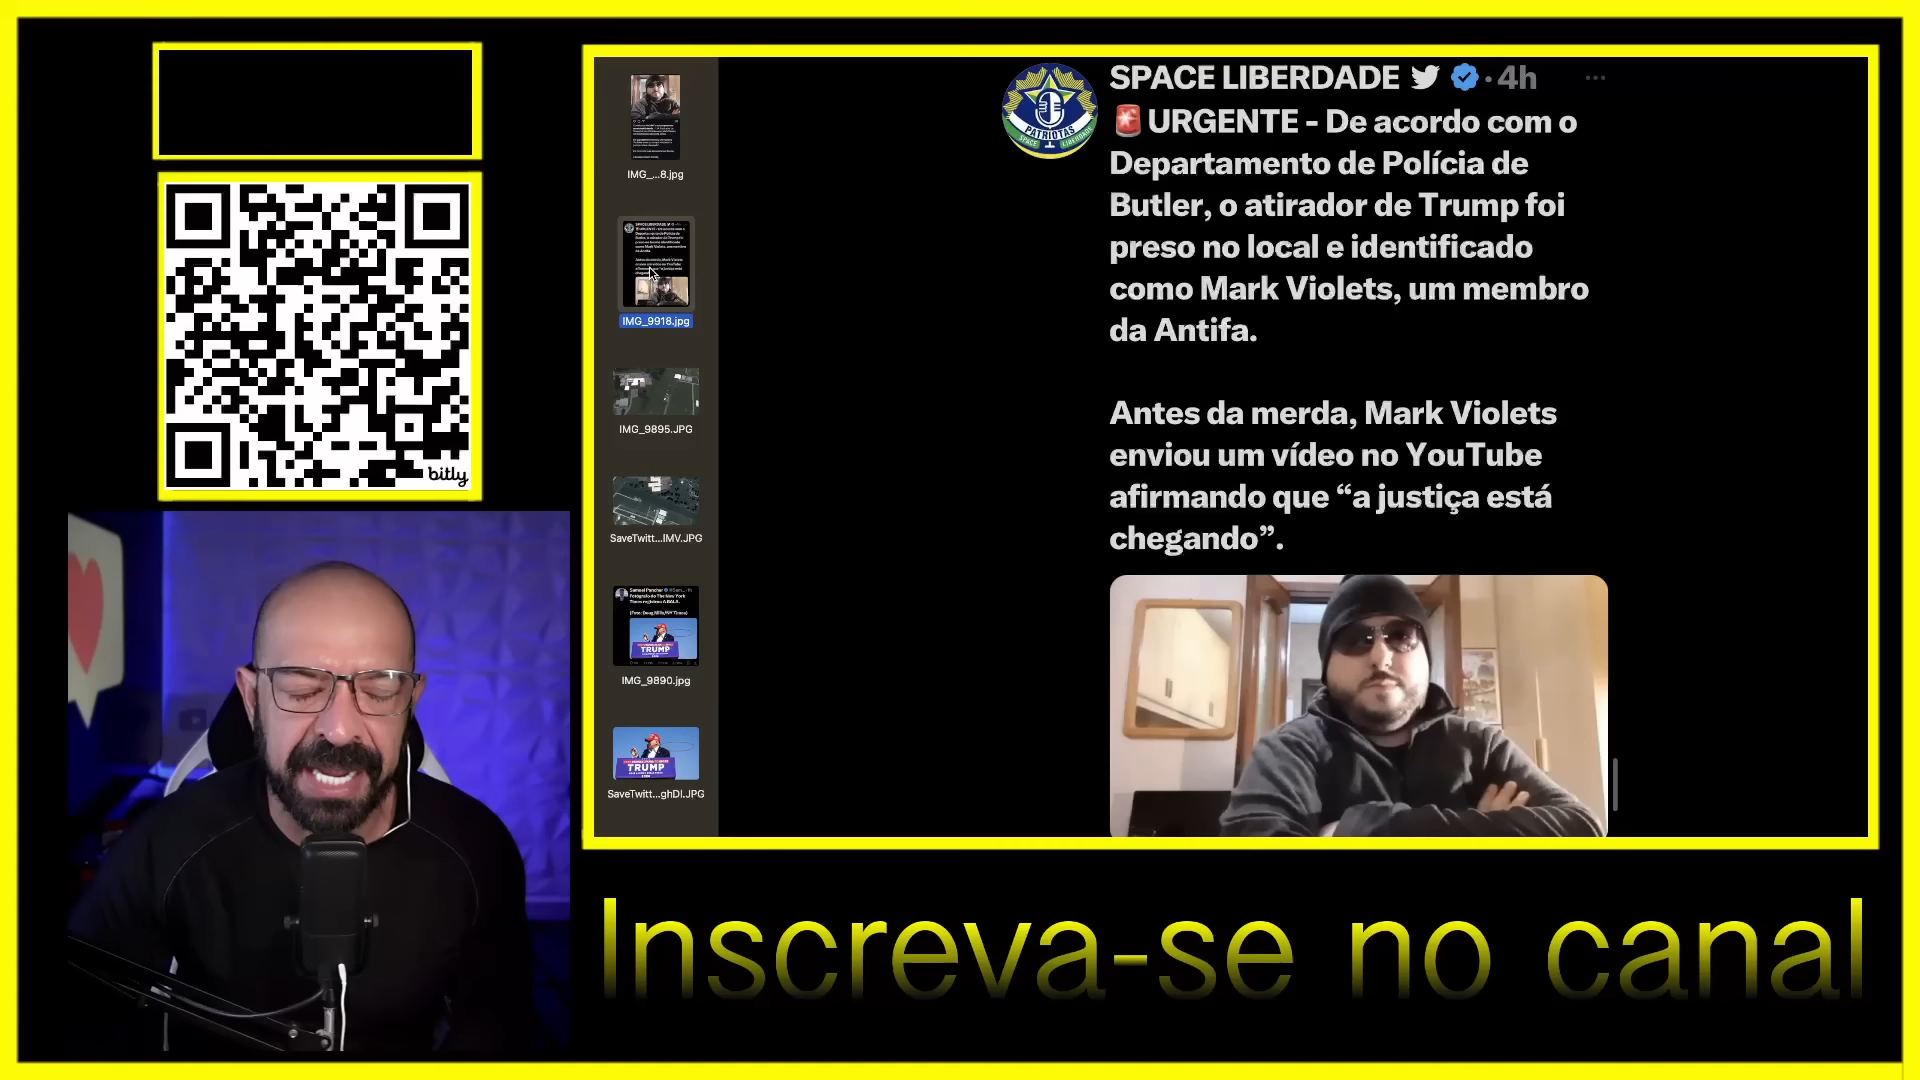 SPACE LIBERDADE · 4h
URGENTE - De acordo com o
Departamento de Polícia de
Butler, o atirador de Trump foi
preso no local e identificado
como Mark Violets, um membro
da Antifa.
Antes da merda, Mark Violets
enviou um vídeo no YouTube
afirmando que “a justiça está
chegando”.
PATRIOTAS
SPACE LIBERDADE
IMG_...8.jpg
IMG_9918.jpg
IMG_9895.JPG
SaveTwitt...IMV.JPG
TRUMP
IMG_9890.jpg
TRUMP
SaveTwitt...ghDI.JPG
bitly
Inscreva-se no canal